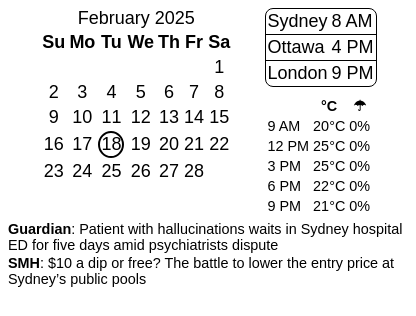 February 2025
Su Mo Tu We Th Fr Sa
1
2 3 4 5 6 7 8
9 10 11 12 13 14 15
16 17 18 19 20 21 22
23 24 25 26 27 28
Sydney 8 AM
Ottawa 4 PM
London 9 PM
°C ☂
9 AM 20°C 0%
12 PM 25°C 0%
3 PM 25°C 0%
6 PM 22°C 0%
9 PM 21°C 0%
Guardian: Patient with hallucinations waits in Sydney hospital
ED for five days amid psychiatrists dispute
SMH: $10 a dip or free? The battle to lower the entry price at
Sydney’s public pools